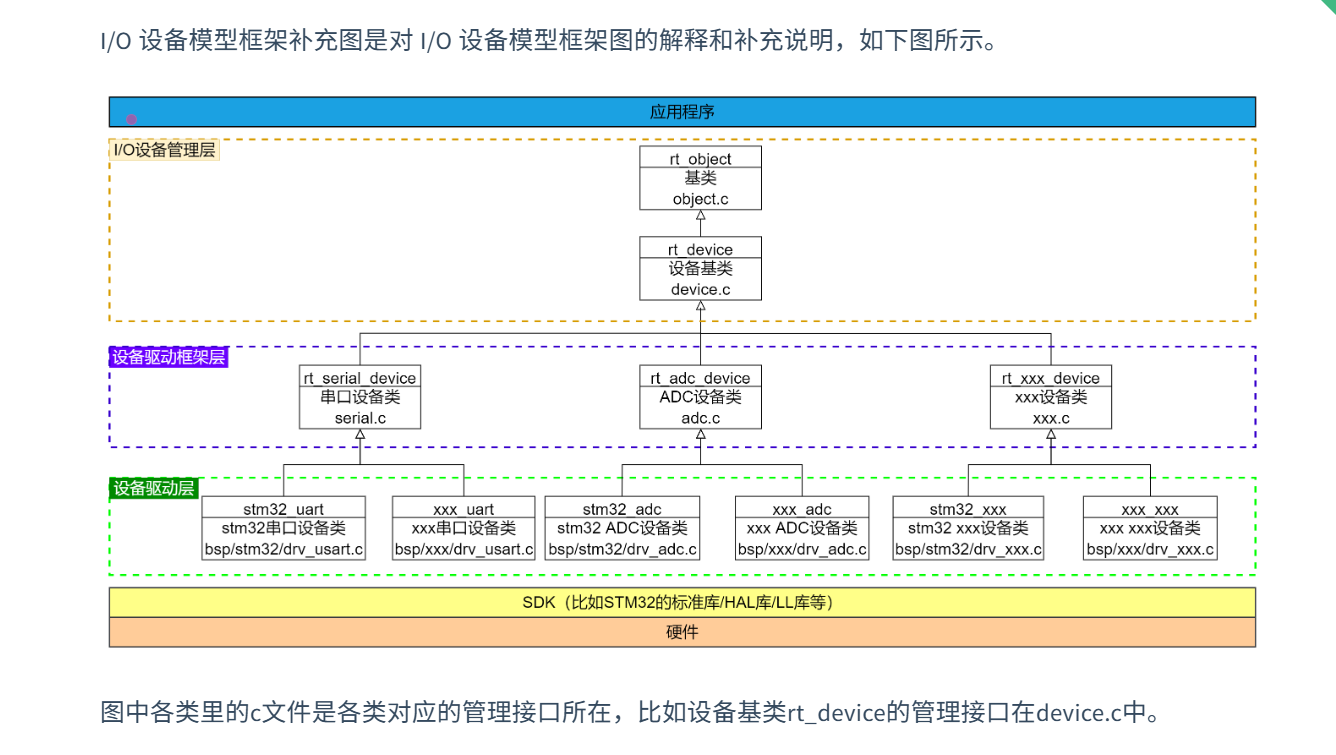 I/O 设备模型框架补充图是对 I/O 设备模型框架图的解释和补充说明，如下图所示。
应用程序
I/O设备管理层
rt_object
基类
object.c
rt_device
设备基类
device.c
设备驱动框架层
rt_serial_device
串口设备类
serial.c
rt_adc_device
ADC设备类
adc.c
rt_xxx_device
xxx设备类
xxx.c
设备驱动层
stm32_uart
stm32串口设备类
bsp/stm32/drv_usart.c
xxx_uart
xxx串口设备类
bsp/xxx/drv_usart.c
stm32_adc
stm32 ADC设备类
bsp/stm32/drv_adc.c
xxx_adc
xxx ADC设备类
bsp/xxx/drv_adc.c
stm32_xxx
stm32 xxx设备类
bsp/stm32/drv_xxx.c
xxx_xxx
xxx xxx设备类
bsp/xxx/drv_xxx.c
SDK（比如STM32的标准库/HAL库/LL库等）
硬件
图中各类里的c文件是各类对应的管理接口所在，比如设备基类rt_device的管理接口在device.c中。